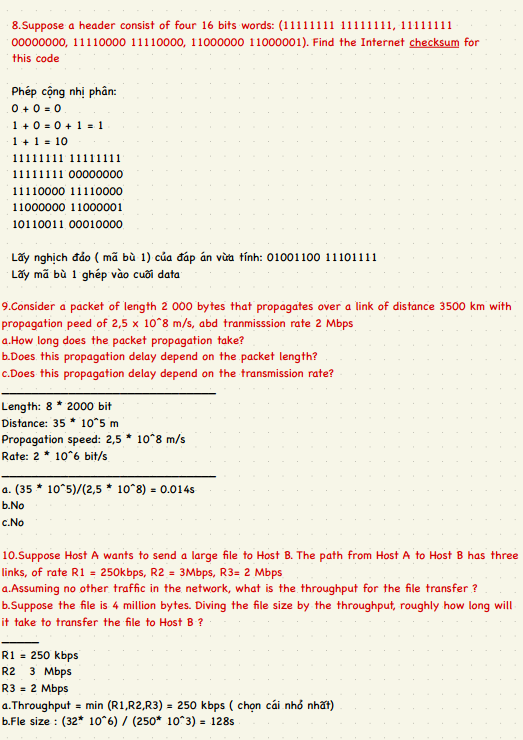 8.Suppose a header consist of four 16 bits words: (11111111 11111111, 11111111
00000000, 11110000 11110000, 11000000 11000001). Find the Internet checksum for
this code
Phép cộng nhị phân:
0 + 0 = 0
1 + 0 = 0 + 1 = 1
1 + 1 = 10
11111111 11111111
11111111 00000000
11110000 11110000
11000000 11000001
10110011 00010000
Lấy nghịch đảo ( mã bù 1) của đáp án vừa tính: 01001100 11101111
Lấy mã bù 1 ghép vào cuối data
9.Consider a packet of length 2 000 bytes that propagates over a link of distance 3500 km with
propagation peed of 2,5 x 10^8 m/s, abd tranmisssion rate 2 Mbps
a.How long does the packet propagation take?
b.Does this propagation delay depend on the packet length?
c.Does this propagation delay depend on the transmission rate?
Length: 8 * 2000 bit
Distance: 35 * 10^5 m
Propagation speed: 2,5 * 10^8 m/s
Rate: 2 * 10^6 bit/s
a. (35 * 10^5)/(2,5 * 10^8) = 0.014s
b.No
c.No
10.Suppose Host A wants to send a large file to Host B. The path from Host A to Host B has three
links, of rate R1 = 250kbps, R2 = 3Mbps, R3= 2 Mbps
a.Assuming no other traffic in the network, what is the throughput for the file transfer ?
b.Suppose the file is 4 million bytes. Diving the file size by the throughput, roughly how long will
it take to transfer the file to Host B ?
R1 = 250 kbps
R2 3 Mbps
R3 = 2 Mbps
a.Throughput = min (R1,R2,R3) = 250 kbps ( chọn cái nhỏ nhất)
b.Fle size : (32* 10^6) / (250* 10^3) = 128s